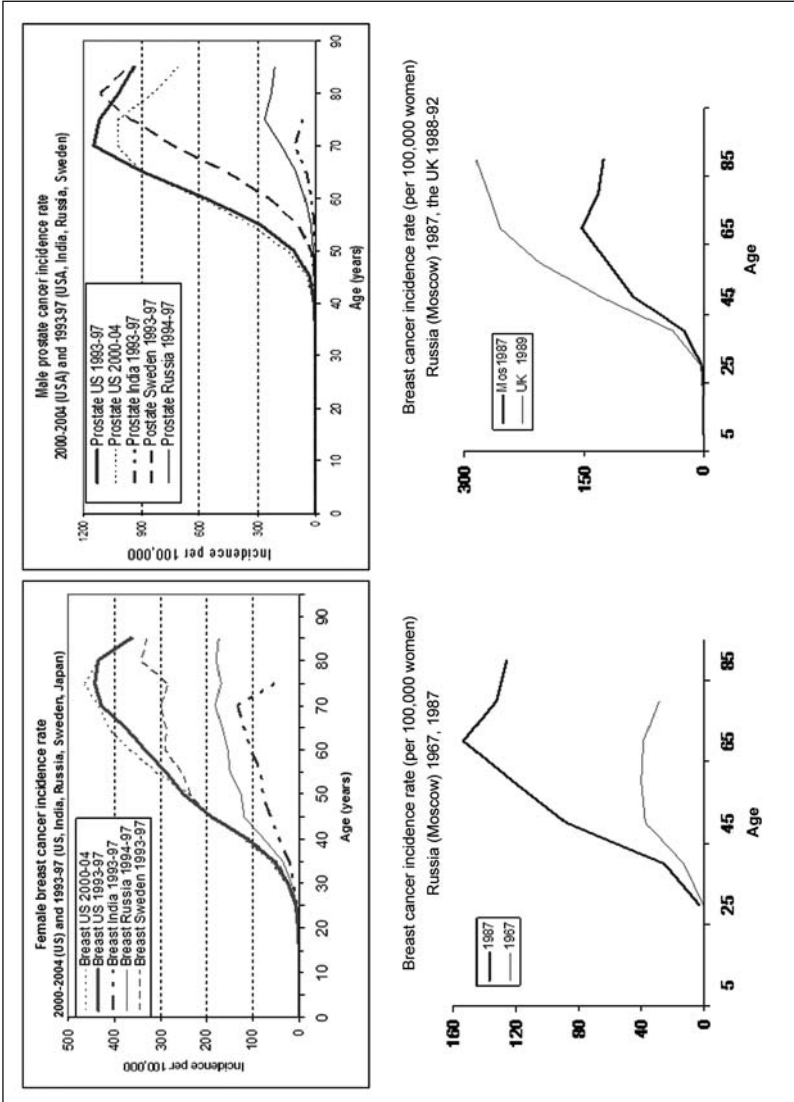 Female breast cancer incidence rate
2000-2004 (US) and 1993-97 (US, India, Russia, Sweden, Japan)
Breast US 2000-04
Breast US 1993-97
Breast India 1993-97
Breast Russia 1994-97
Breast Sweden 1993-97
Incidence per 100,000
500
400
300
200
100
0
0 10 20 30 40 50 60 70 80 90
Age (years)
Male prostate cancer incidence rate
2000-2004 (USA) and 1993-97 (USA, India, Russia, Sweden)
Prostate US 1993-97
Prostate US 2000-04
Prostate India 1993-97
Postate Sweden 1993-97
Prostate Russia 1994-97
Incidence per 100,000
1200
900
600
300
0
0 10 20 30 40 50 60 70 80 90
Age (years)
Breast cancer incidence rate (per 100,000 women)
Russia (Moscow) 1967, 1987
1987
1967
160
120
80
40
0
5 25 45 65 85
Age
Breast cancer incidence rate (per 100,000 women)
Russia (Moscow) 1987, the UK 1988-92
Mos1987
UK 1989
300
150
0
5 25 45 65 85
Age